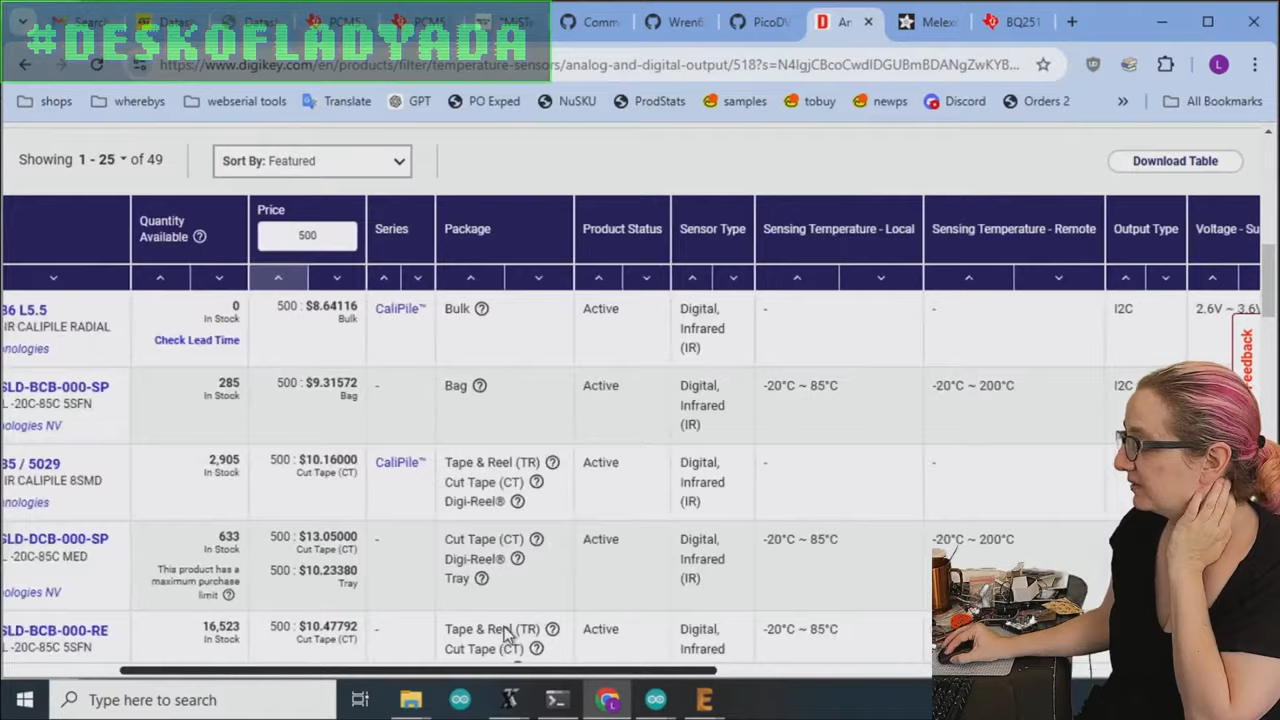 #DESKOFLADYADA
Datas
PCM5
PCM5
"MiSTe
Comm
Wren6
PicoDV
Melex
BQ251
https://www.digikey.com/en/products/filter/temperature-sensors/analog-and-digital-output/518?s=N4IgjCBcoCwdIDGUBmBDANgZwKYB...
L
shops
wherebys
webserial tools
Translate
GPT
PO Exped
NuSKU
ProdStats
samples
tobuy
newps
Discord
Orders 2
All Bookmarks
Showing 1 - 25 of 49
Sort By: Featured
Download Table
Quantity Available
Price
500
Series
Package
Product Status
Sensor Type
Sensing Temperature - Local
Sensing Temperature - Remote
Output Type
Voltage - Su
36 L5.5
IR CALIPILE RADIAL
nologies
0
In Stock
Check Lead Time
500 : $8.64116
Bulk
CaliPile™
Bulk
Active
Digital,
Infrared
(IR)
-
-
I2C
2.6V ~ 3.6V
SLD-BCB-000-SP
L -20C-85C 5SFN
ologies NV
285
In Stock
500 : $9.31572
Bag
-
Bag
Active
Digital,
Infrared
(IR)
-20°C ~ 85°C
-20°C ~ 200°C
I2C
35 / 5029
IR CALIPILE 8SMD
nologies
2,905
In Stock
500 : $10.16000
Cut Tape (CT)
CaliPile™
Tape & Reel (TR)
Cut Tape (CT)
Digi-Reel®
Active
Digital,
Infrared
(IR)
-
-
SLD-DCB-000-SP
L -20C-85C MED
ologies NV
633
In Stock
This product has a
maximum purchase
limit
500 : $13.05000
Cut Tape (CT)
500 : $10.23380
Tray
-
Cut Tape (CT)
Digi-Reel®
Tray
Active
Digital,
Infrared
(IR)
-20°C ~ 85°C
-20°C ~ 200°C
SLD-BCB-000-RE
L -20C-85C 5SFN
16,523
In Stock
500 : $10.47792
Cut Tape (CT)
-
Tape & Reel (TR)
Cut Tape (CT)
Active
Digital,
Infrared
-20°C ~ 85°C
Feedback
Type here to search